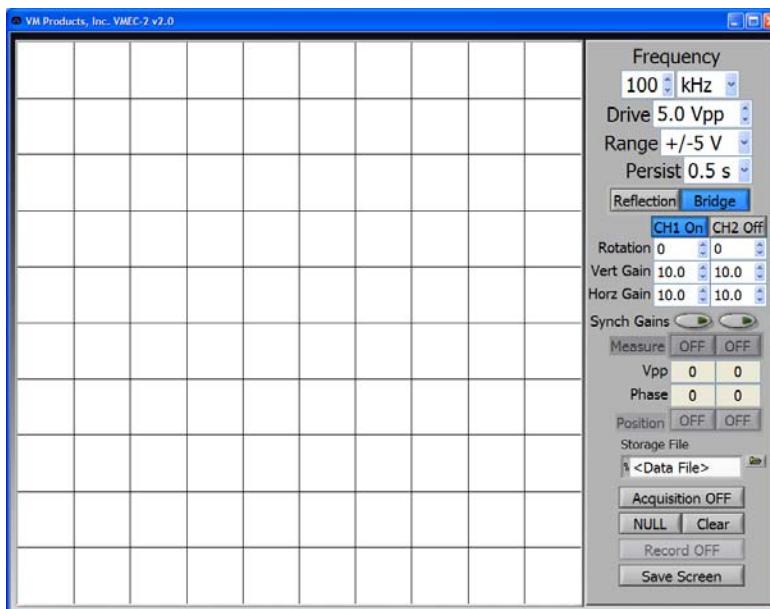 VM Products, Inc. VMEC-2 v2.0
Frequency
100 kHz
Drive 5.0 Vpp
Range +/-5 V
Persist 0.5 s
Reflection Bridge
CH1 On CH2 Off
Rotation 0 0
Vert Gain 10.0 10.0
Horz Gain 10.0 10.0
Synch Gains
Measure OFF OFF
Vpp 0 0
Phase 0 0
Position OFF OFF
Storage File
<Data File>
Acquisition OFF
NULL Clear
Record OFF
Save Screen